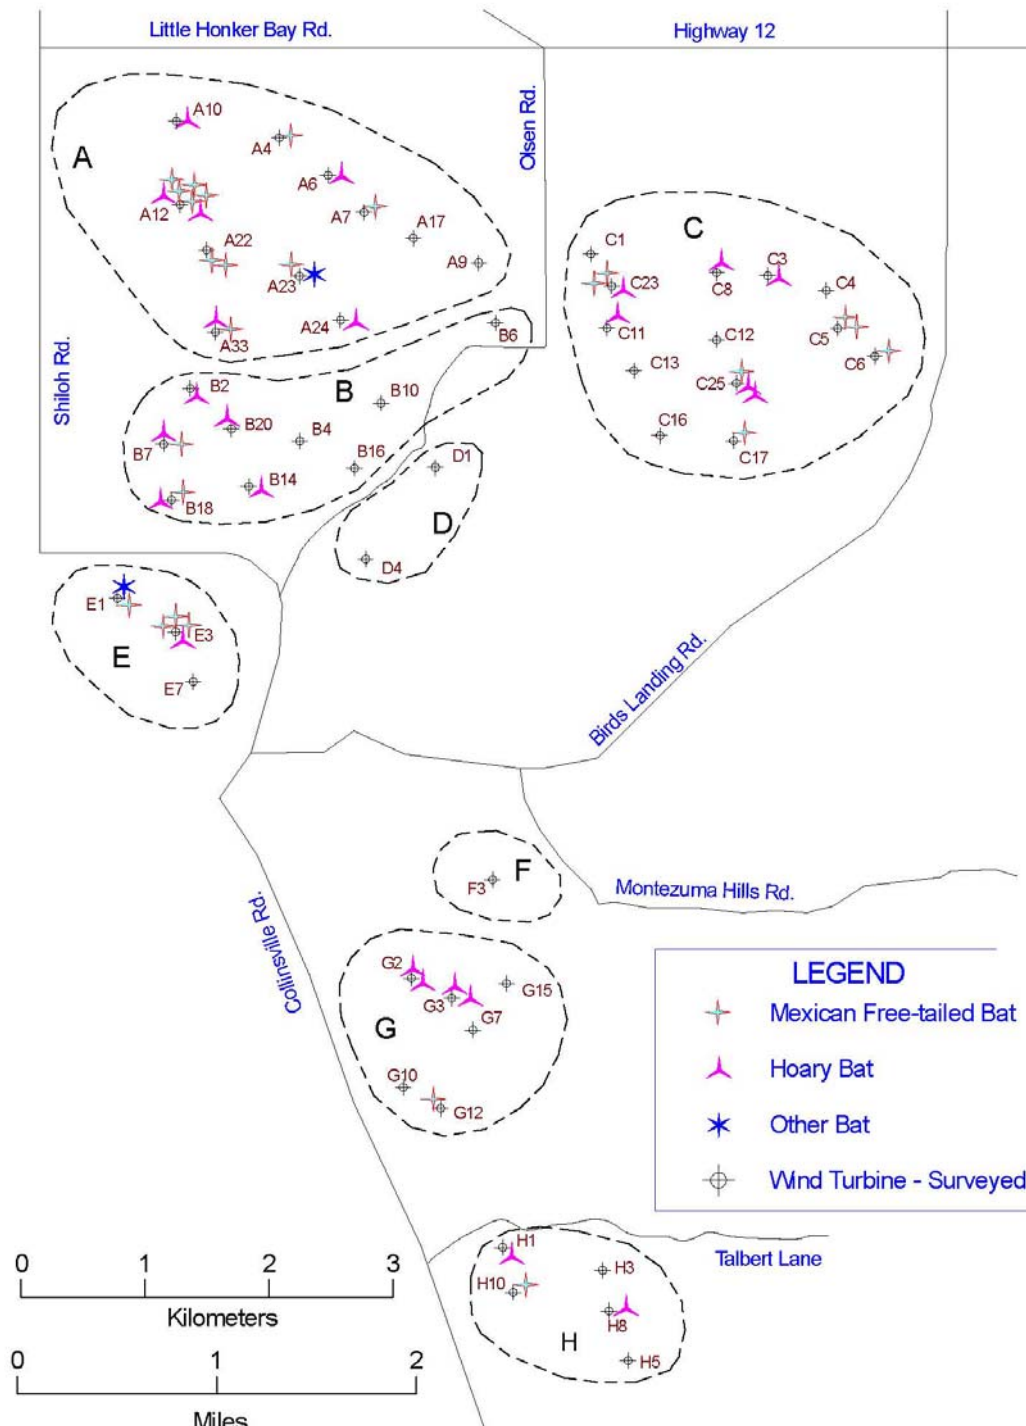 Little Honker Bay Rd.
Highway 12
Olsen Rd.
Shiloh Rd.
A
A10
A4
A6
A7
A17
A12
A22
A9
A23
A24
A33
B6
B
B2
B10
B20
B4
B7
B16
B14
B18
C
C1
C3
C8
C4
C23
C11
C12
C5
C6
C13
C25
C16
C17
D1
D
D4
E1
E3
E
E7
Birds Landing Rd.
F
F3
Montezuma Hills Rd.
Collinsville Rd.
G2
G15
G3
G7
G
G10
G12
LEGEND
Mexican Free-tailed Bat
Hoary Bat
Other Bat
Wind Turbine - Surveyed
H1
H3
H10
H8
H
H5
Talbert Lane
0 1 2 3
Kilometers
0 1 2
Miles